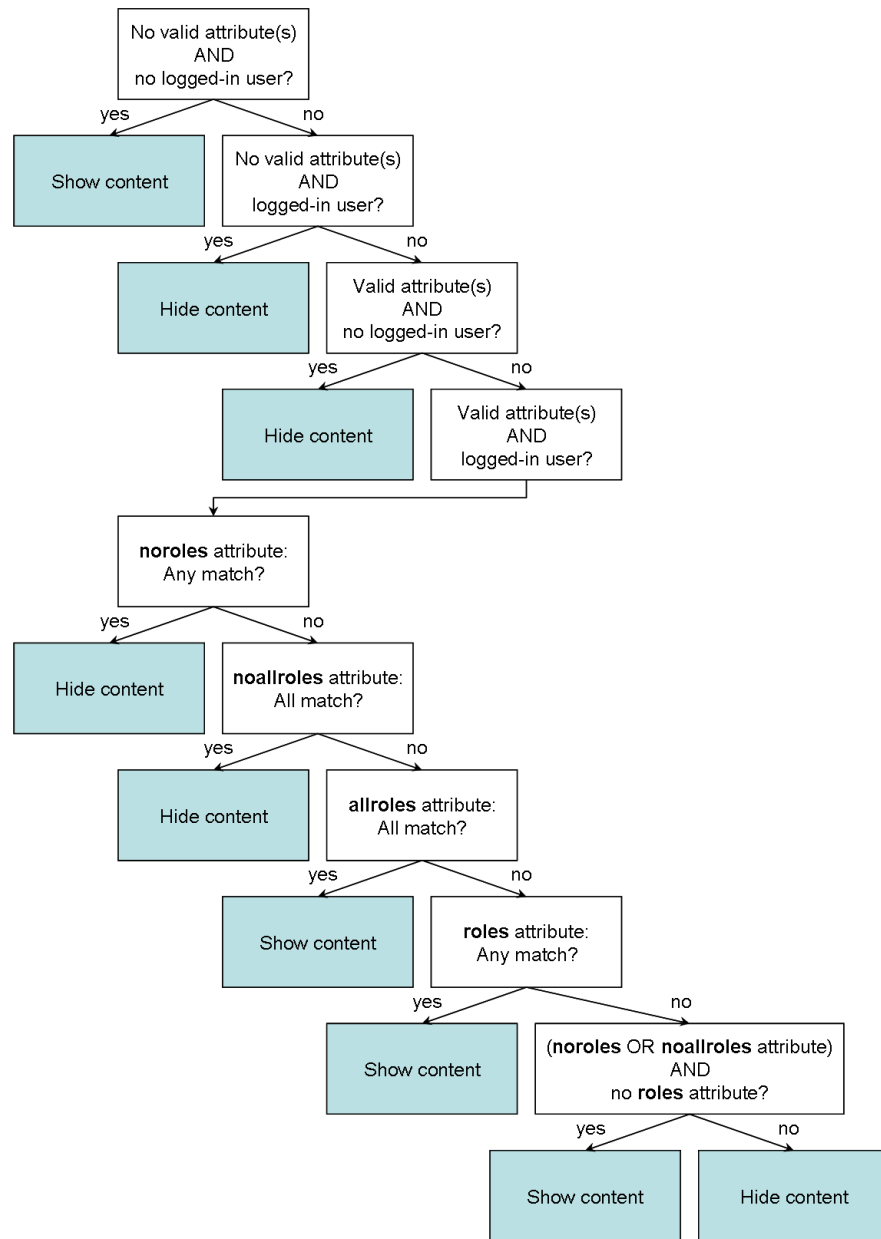 No valid attribute(s)
AND
no logged-in user?
yes
no
Show content
No valid attribute(s)
AND
logged-in user?
yes
no
Hide content
Valid attribute(s)
AND
no logged-in user?
yes
no
Hide content
Valid attribute(s)
AND
logged-in user?
noroles attribute:
Any match?
yes
no
Hide content
noallroles attribute:
All match?
yes
no
Hide content
allroles attribute:
All match?
yes
no
Show content
roles attribute:
Any match?
yes
no
Show content
(noroles OR noallroles attribute)
AND
no roles attribute?
yes
no
Show content
Hide content